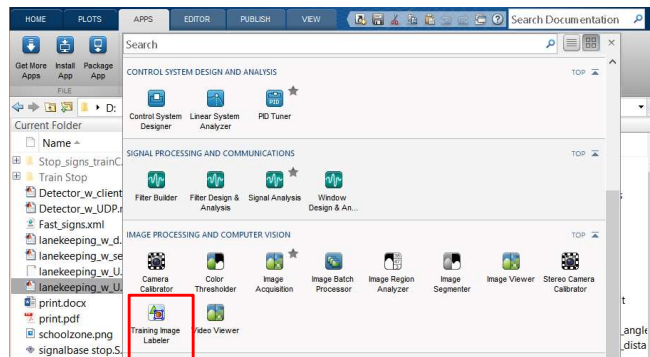 HOME PLOTS APPS EDITOR PUBLISH VIEW Search Documentation
Get More Apps
Install App
Package App
FILE
Search
D:
Current Folder
Name
Stop_signs_trainC.
Train Stop
Detector_w_client
Detector_w_UDP.
Fast_signs.xml
lanekeeping_w_d.
lanekeeping_w_se
lanekeeping_w_U.
lanekeeping_w_U.
print.docx
print.pdf
schoolzone.png
signalbase stop.S.
CONTROL SYSTEM DESIGN AND ANALYSIS TOP
Control System Designer
Linear System Analyzer
PID
PID Tuner
SIGNAL PROCESSING AND COMMUNICATIONS TOP
Filter Builder
Filter Design & Analysis
Signal Analysis
Window Design & An...
IMAGE PROCESSING AND COMPUTER VISION TOP
Camera Calibrator
Color Thresholder
Image Acquisition
Image Batch Processor
Image Region Analyzer
Image Segmenter
Image Viewer
Stereo Camera Calibrator
Training Image Labeler
Video Viewer
_angle
_dista